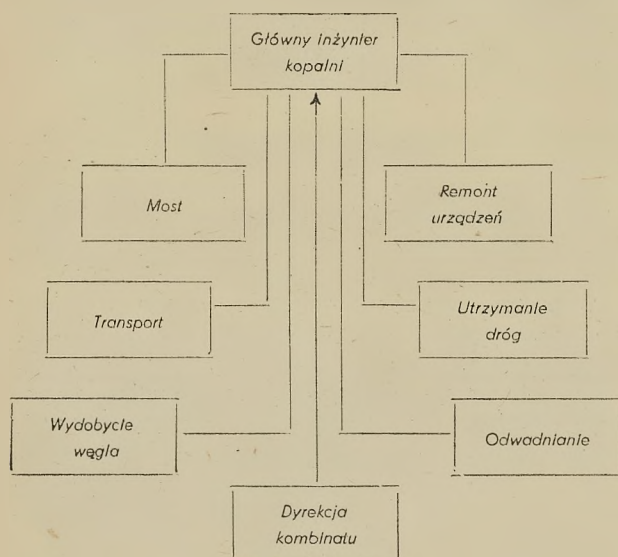 Główny inżynier
kopalni
Most
Remont
urządzeń
Transport
Utrzymanie
dróg
Wydobycie
węgla
Odwadnianie
Dyrekcja
kombinatu